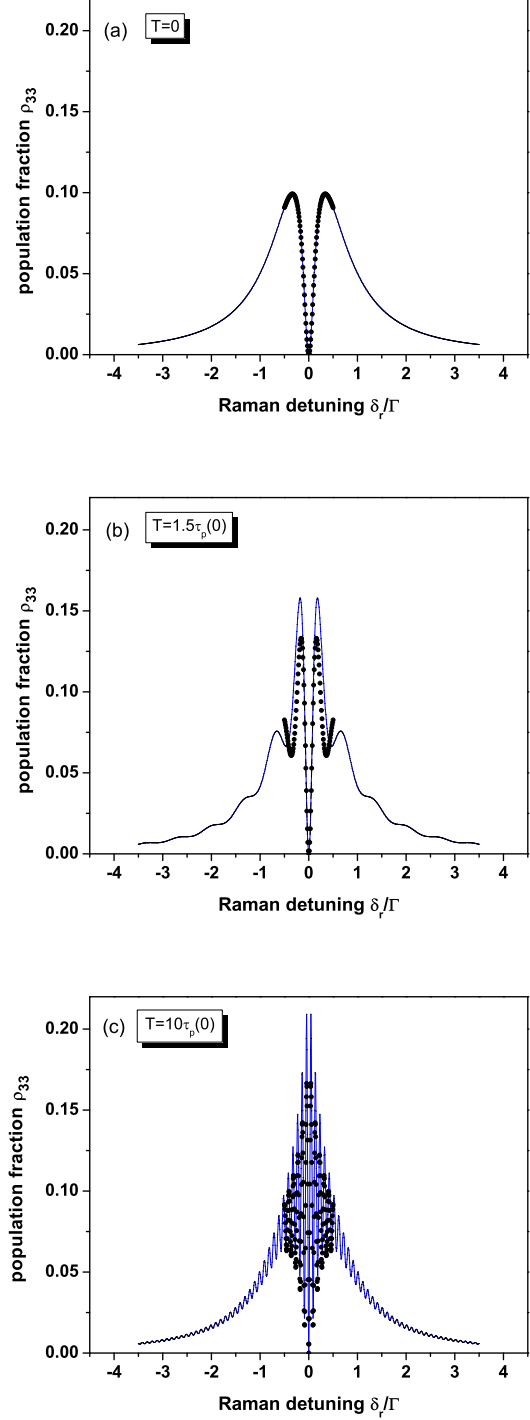 0.20
(a) T=0
0.15
0.10
0.05
0.00
population fraction ρ33
-4 -3 -2 -1 0 1 2 3 4
Raman detuning δr/Γ
0.20
(b) T=1.5τp(0)
0.15
0.10
0.05
0.00
population fraction ρ33
-4 -3 -2 -1 0 1 2 3 4
Raman detuning δr/Γ
0.20
(c) T=10τp(0)
0.15
0.10
0.05
0.00
population fraction ρ33
-4 -3 -2 -1 0 1 2 3 4
Raman detuning δr/Γ